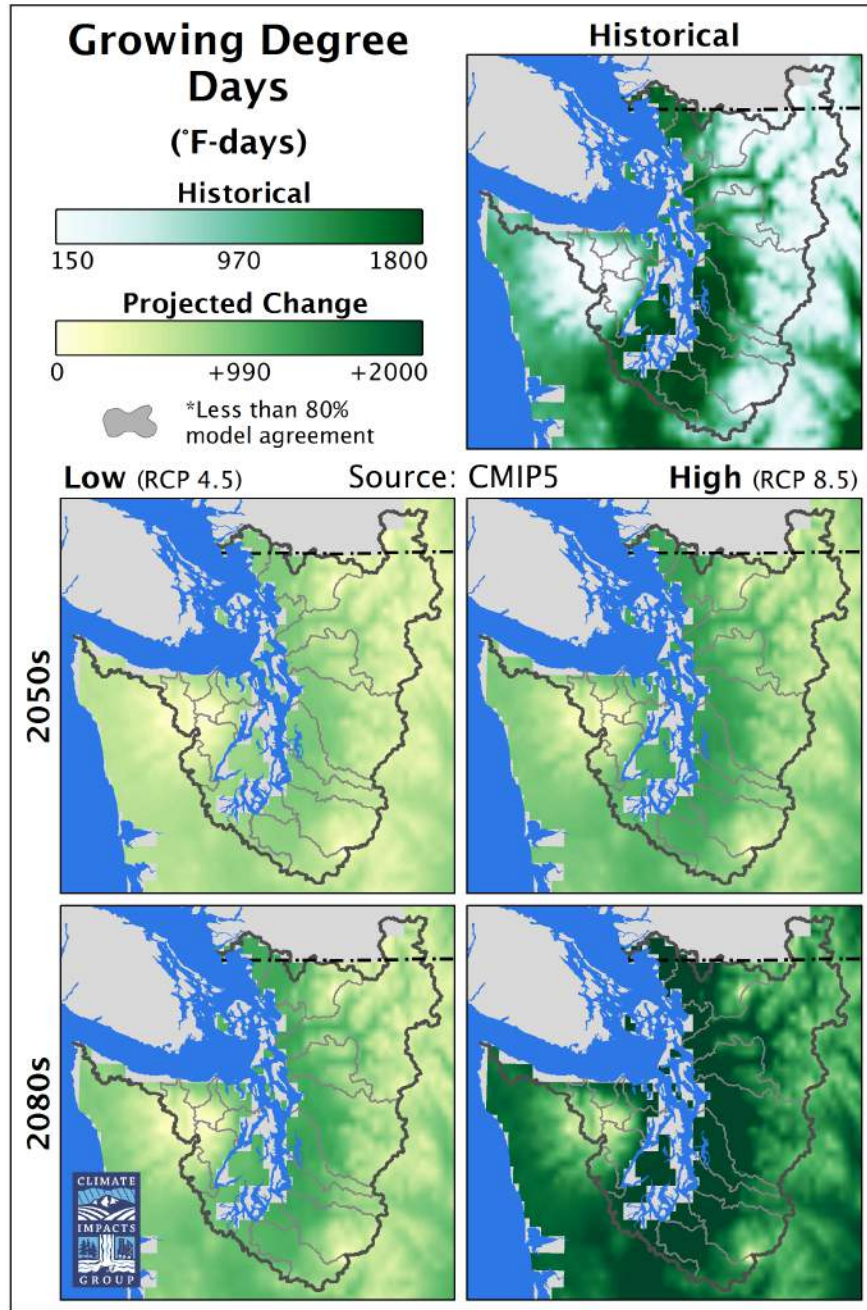 Growing Degree
Days
(°F-days)
Historical
150 970 1800
Projected Change
0 +990 +2000
*Less than 80%
model agreement
Historical
Low (RCP 4.5) Source: CMIP5 High (RCP 8.5)
2050s
2080s
CLIMATE
IMPACTS
GROUP